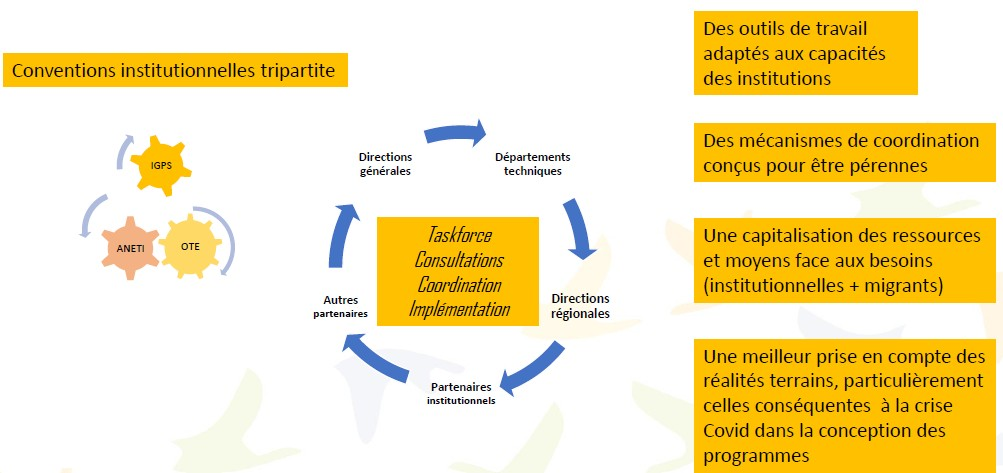 Conventions institutionnelles tripartite
IGPS
ANETI
OTE
Directions
générales
Départements
techniques
Directions
régionales
Partenaires
institutionnels
Autres
partenaires
Taskforce
Consultations
Coordination
Implémentation
Des outils de travail
adaptés aux capacités
des institutions
Des mécanismes de coordination
conçus pour être pérennes
Une capitalisation des ressources
et moyens face aux besoins
(institutionnelles + migrants)
Une meilleur prise en compte des
réalités terrains, particulièrement
celles conséquentes à la crise
Covid dans la conception des
programmes